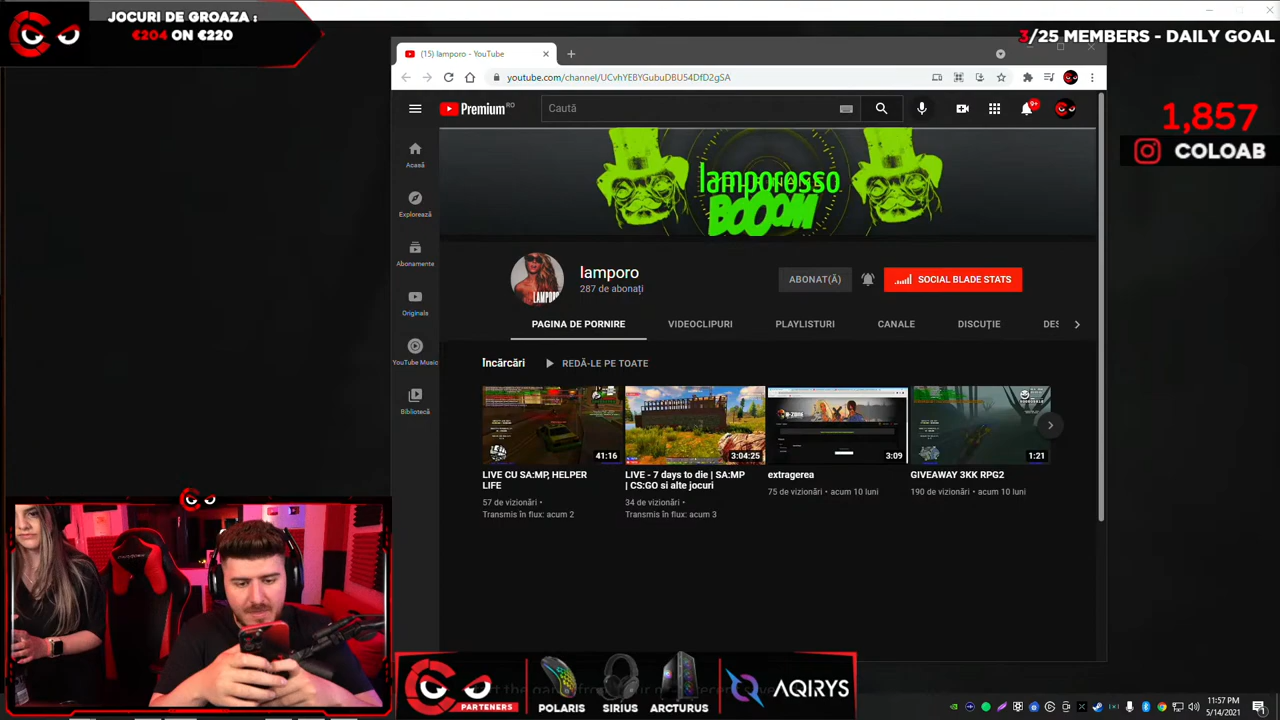 JOCURI DE GROAZA :
€204 ON €220
3/25 MEMBERS - DAILY GOAL
1,857
COLOAB
(15) lamporo - YouTube
youtube.com/channel/UCvhYEBYGubuDBU54DfD2gSA
Premium RO
Caută
9+
Acasă
Explorează
Abonamente
Originale
YouTube Music
Bibliotecă
lamporosso
BOOOM
LAMPORO
lamporo
287 de abonați
ABONAT(Ă)
SOCIAL BLADE STATS
PAGINA DE PORNIRE
VIDEOCLIPURI
PLAYLISTURI
CANALE
DISCUȚIE
DES
Încărcări
REDĂ-LE PE TOATE
41:16
3:04:25
3:09
1:21
LIVE CU SA:MP, HELPER
LIFE
57 de vizionări •
Transmis în flux: acum 2
LIVE - 7 days to die | SA:MP
| CS:GO si alte jocuri
34 de vizionări •
Transmis în flux: acum 3
extragerea
75 de vizionări • acum 10 luni
GIVEAWAY 3KK RPG2
190 de vizionări • acum 10 luni
PARTENERS
POLARIS
SIRIUS
ARCTURUS
AQIRYS
11:57 PM
5/14/2021